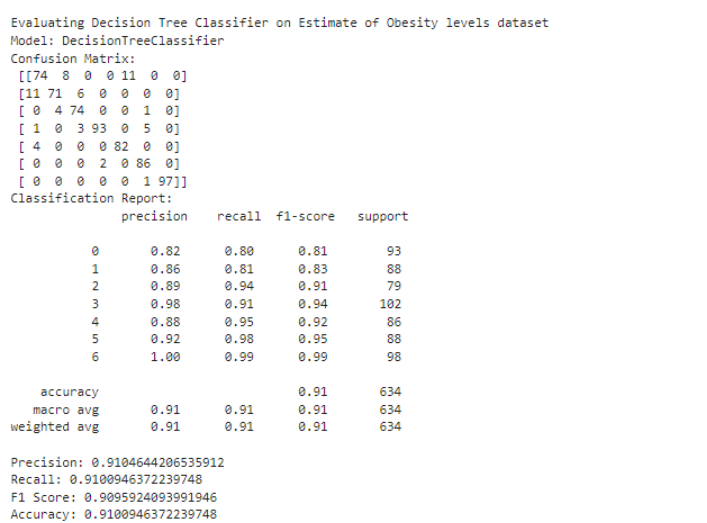 Evaluating Decision Tree Classifier on Estimate of Obesity levels dataset
Model: DecisionTreeClassifier
Confusion Matrix:
[[74  8  0  0 11  0  0]
[11 71  6  0  0  0  0]
[ 0  4 74  0  0  1  0]
[ 1  0  3 93  0  5  0]
[ 4  0  0  0 82  0  0]
[ 0  0  0  2  0 86  0]
[ 0  0  0  0  0  1 97]]
Classification Report:
precision recall f1-score support
0 0.82 0.80 0.81 93
1 0.86 0.81 0.83 88
2 0.89 0.94 0.91 79
3 0.98 0.91 0.94 102
4 0.88 0.95 0.92 86
5 0.92 0.98 0.95 88
6 1.00 0.99 0.99 98
accuracy 0.91 634
macro avg 0.91 0.91 0.91 634
weighted avg 0.91 0.91 0.91 634
Precision: 0.9104644206535912
Recall: 0.9100946372239748
F1 Score: 0.9095924093991946
Accuracy: 0.9100946372239748